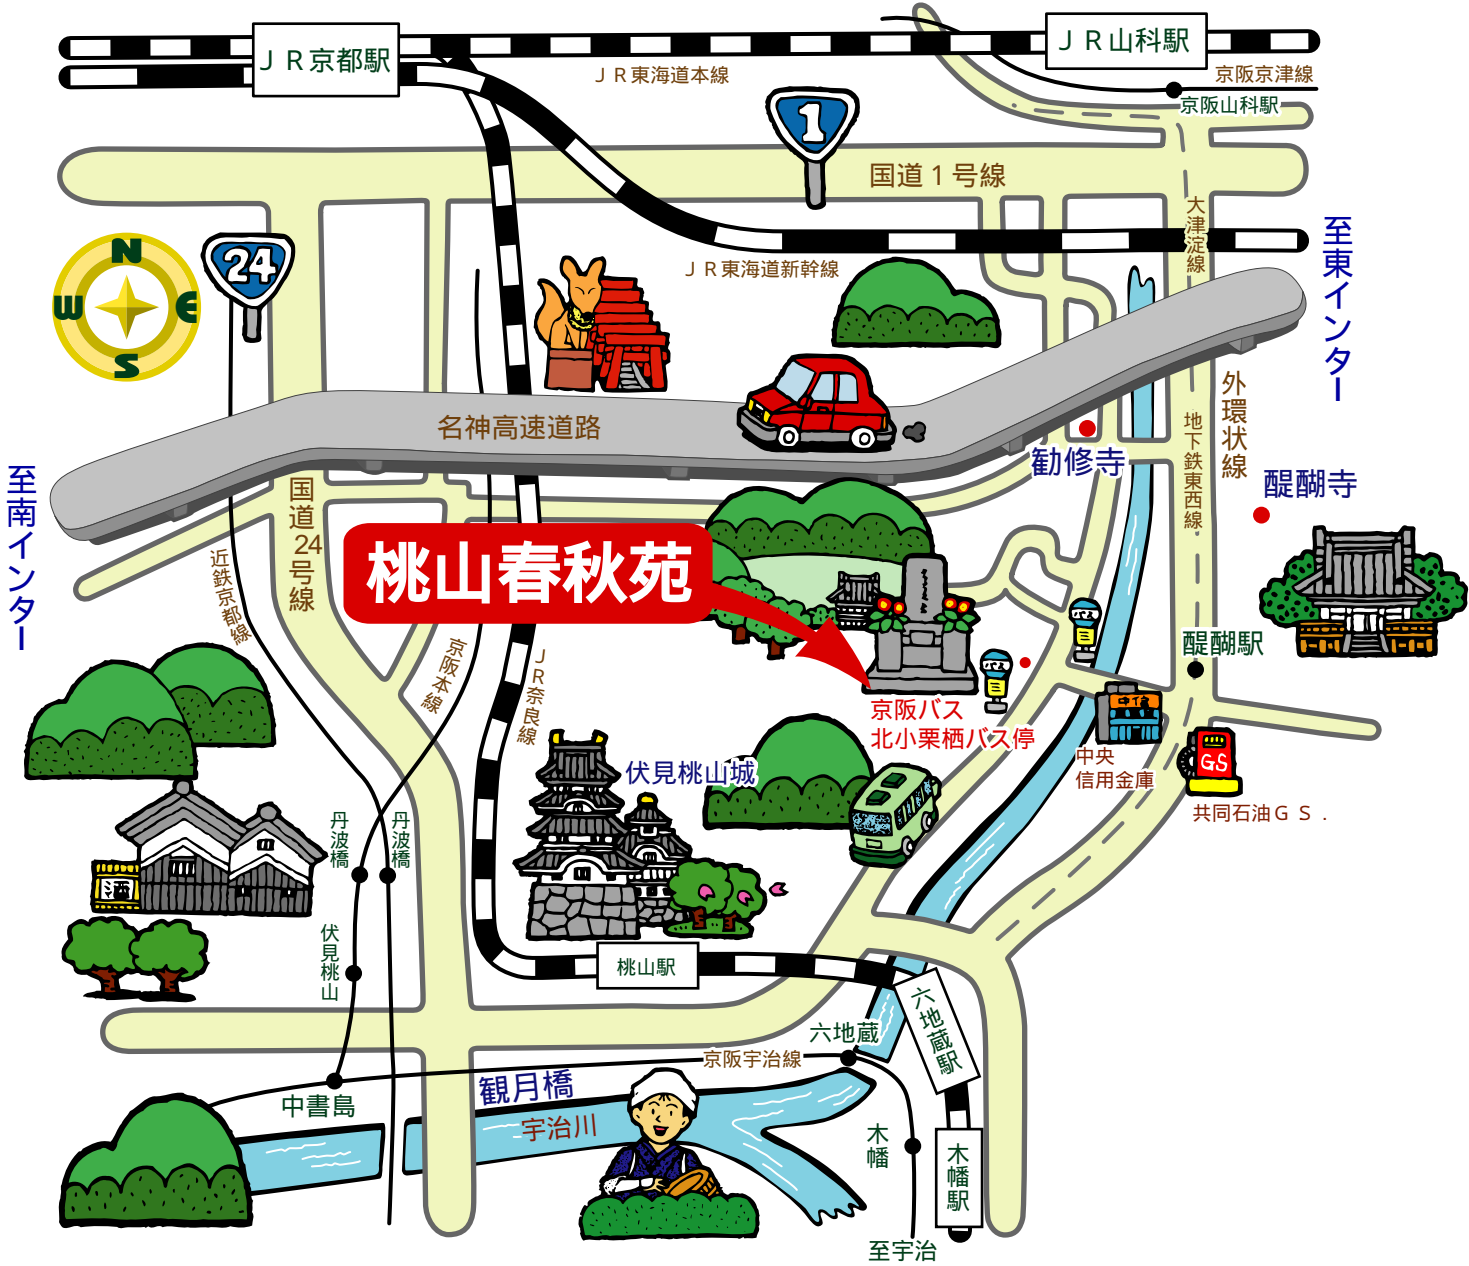 ＪＲ京都駅
ＪＲ山科駅
ＪＲ東海道本線
京阪京津線
京阪山科駅
1
国道１号線
大津淀線
至東インター
N
W
E
S
24
ＪＲ東海道新幹線
名神高速道路
外環状線
地下鉄東西線
勧修寺
醍醐寺
至南インター
国道24号線
近鉄京都線
桃山春秋苑
京阪本線
ＪＲ奈良線
バス
醍醐駅
京阪バス
北小栗栖バス停
中信
中央
信用金庫
GS
共同石油ＧＳ．
伏見桃山城
丹波橋
丹波橋
酒
伏見桃山
桃山駅
六地蔵駅
六地蔵
京阪宇治線
中書島
観月橋
宇治川
木幡
木幡駅
至宇治